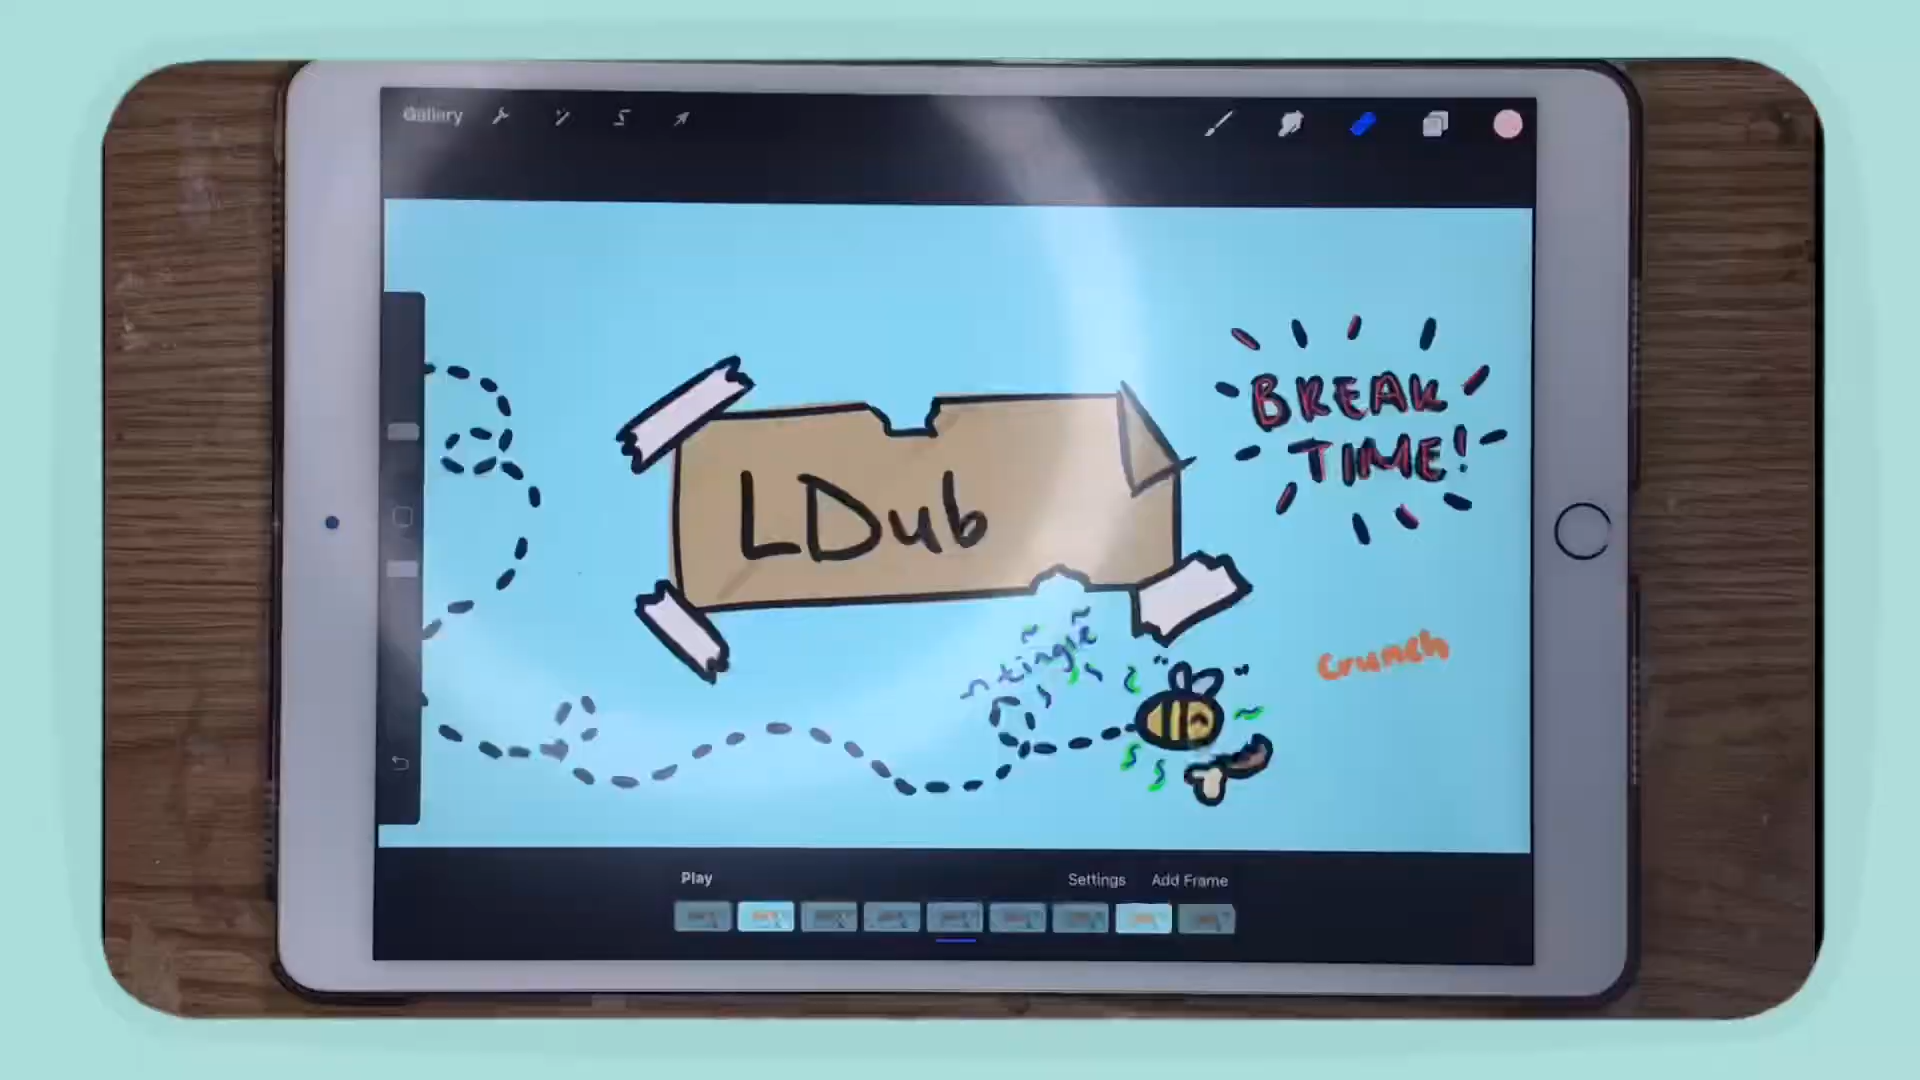 Gallery
BREAK
TIME!
LDub
tingle
crunch
Play
Settings
Add Frame